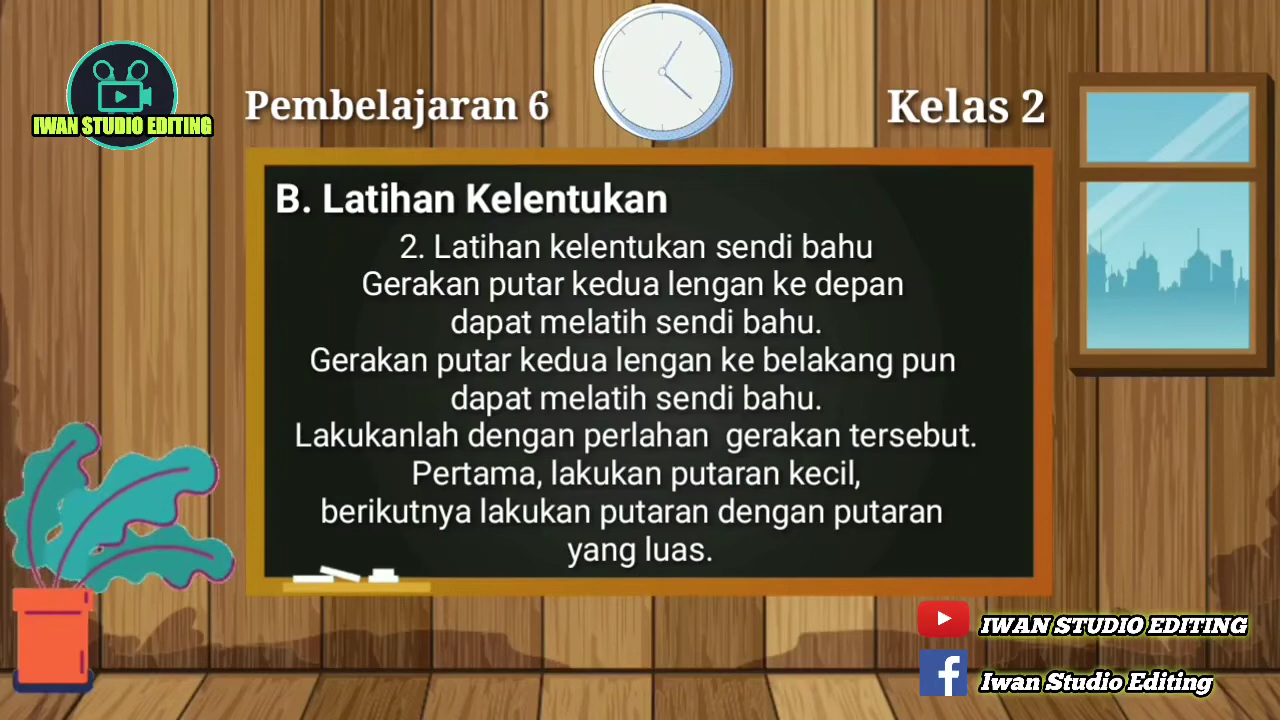 IWAN STUDIO EDITING
Pembelajaran 6
Kelas 2
B. Latihan Kelentukan
2. Latihan kelentukan sendi bahu
Gerakan putar kedua lengan ke depan
dapat melatih sendi bahu.
Gerakan putar kedua lengan ke belakang pun
dapat melatih sendi bahu.
Lakukanlah dengan perlahan gerakan tersebut.
Pertama, lakukan putaran kecil,
berikutnya lakukan putaran dengan putaran
yang luas.
IWAN STUDIO EDITING
f
Iwan Studio Editing